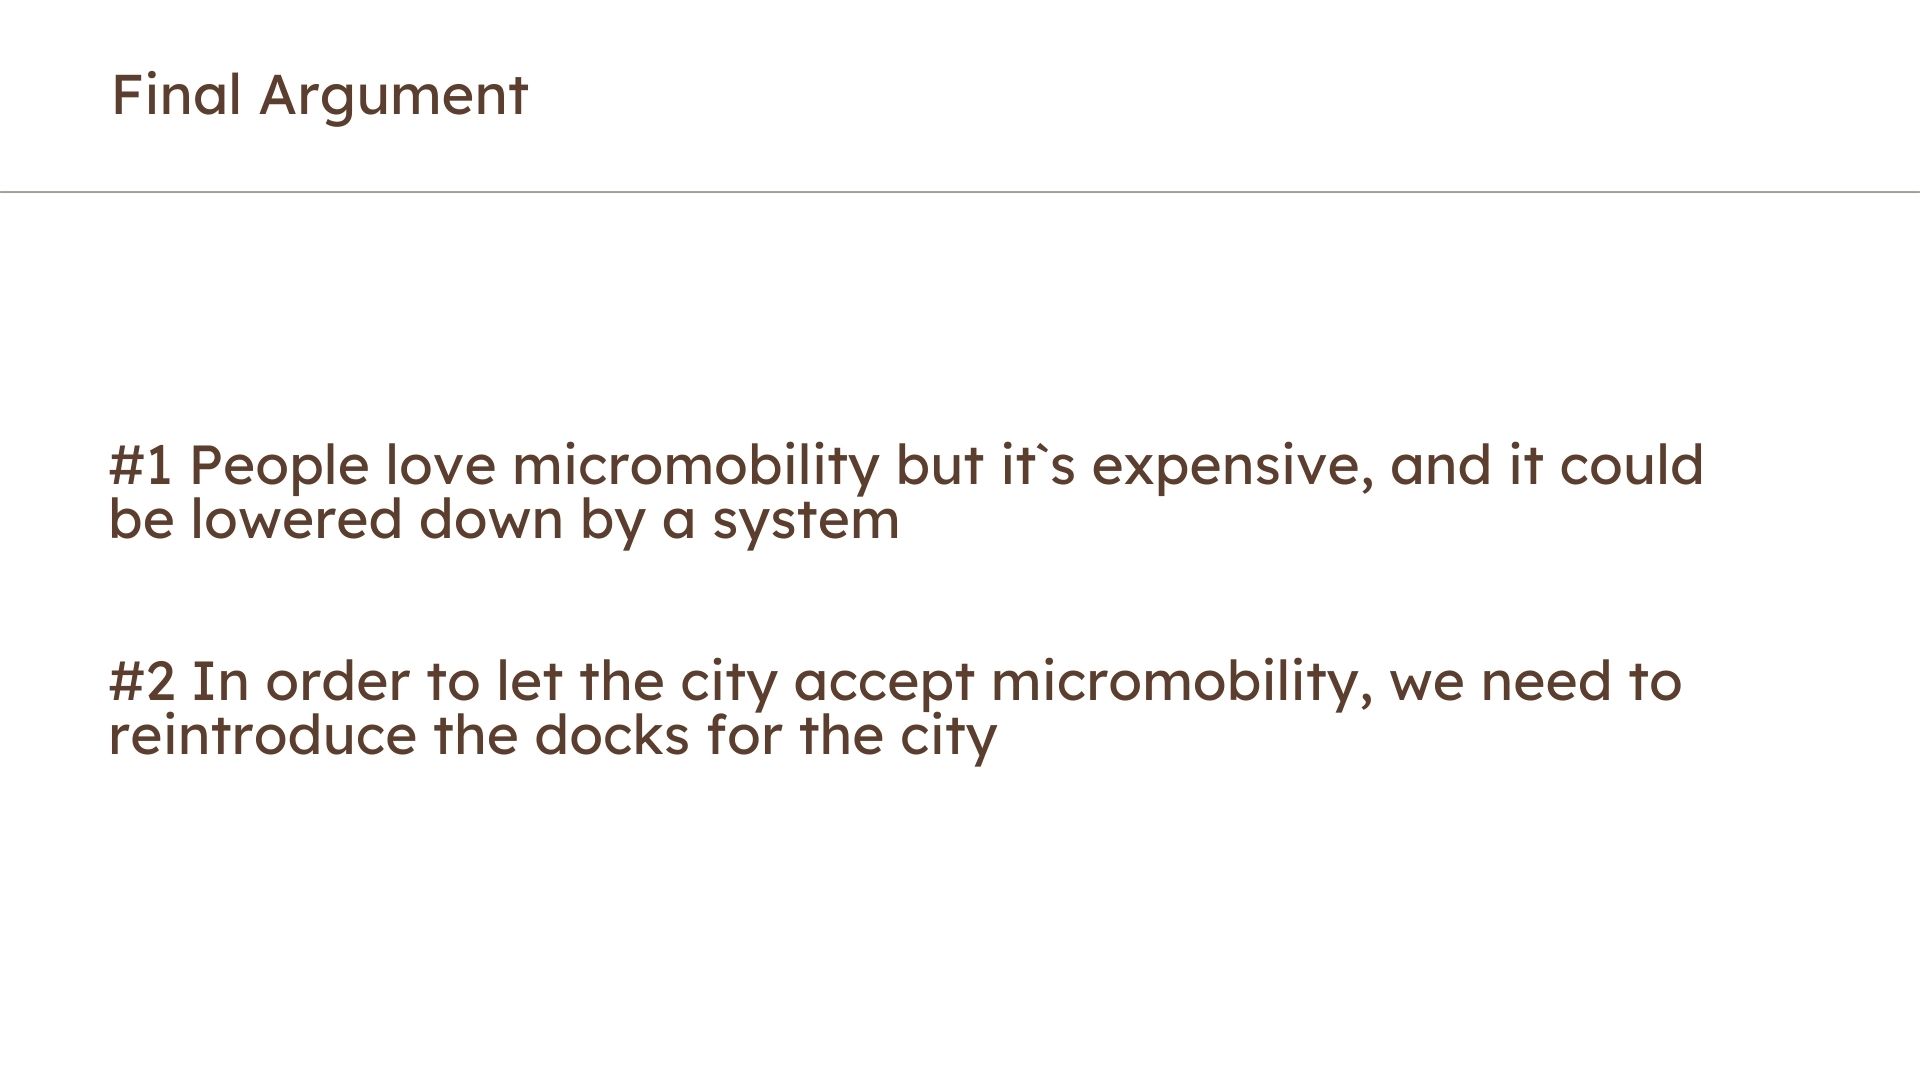 Final Argument
#1 People love micromobility but it`s expensive, and it could
be lowered down by a system
#2 In order to let the city accept micromobility, we need to
reintroduce the docks for the city